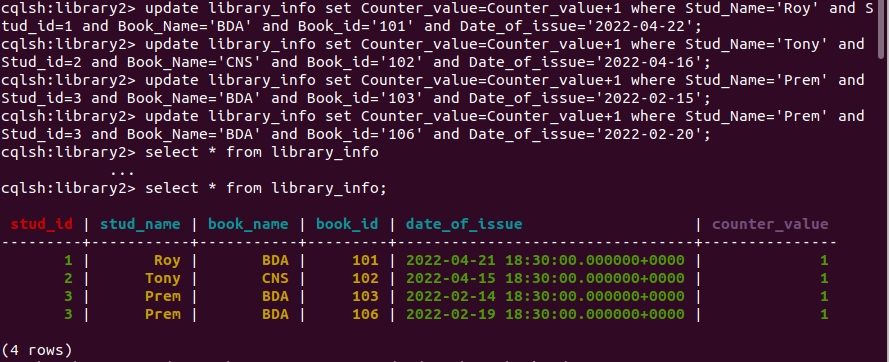 cqlsh:library2> update library_info set Counter_value=Counter_value+1 where Stud_Name='Roy' and S
tud_id=1 and Book_Name='BDA' and Book_id='101' and Date_of_issue='2022-04-22';
cqlsh:library2> update library_info set Counter_value=Counter_value+1 where Stud_Name='Tony' and
Stud_id=2 and Book_Name='CNS' and Book_id='102' and Date_of_issue='2022-04-16';
cqlsh:library2> update library_info set Counter_value=Counter_value+1 where Stud_Name='Prem' and
Stud_id=3 and Book_Name='BDA' and Book_id='103' and Date_of_issue='2022-02-15';
cqlsh:library2> update library_info set Counter_value=Counter_value+1 where Stud_Name='Prem' and
Stud_id=3 and Book_Name='BDA' and Book_id='106' and Date_of_issue='2022-02-20';
cqlsh:library2> select * from library_info
            ...
cqlsh:library2> select * from library_info;

 stud_id | stud_name | book_name | book_id | date_of_issue                   | counter_value
---------+-----------+-----------+---------+---------------------------------+---------------
       1 |       Roy |       BDA |     101 | 2022-04-21 18:30:00.000000+0000 |             1
       2 |      Tony |       CNS |     102 | 2022-04-15 18:30:00.000000+0000 |             1
       3 |      Prem |       BDA |     103 | 2022-02-14 18:30:00.000000+0000 |             1
       3 |      Prem |       BDA |     106 | 2022-02-19 18:30:00.000000+0000 |             1

(4 rows)